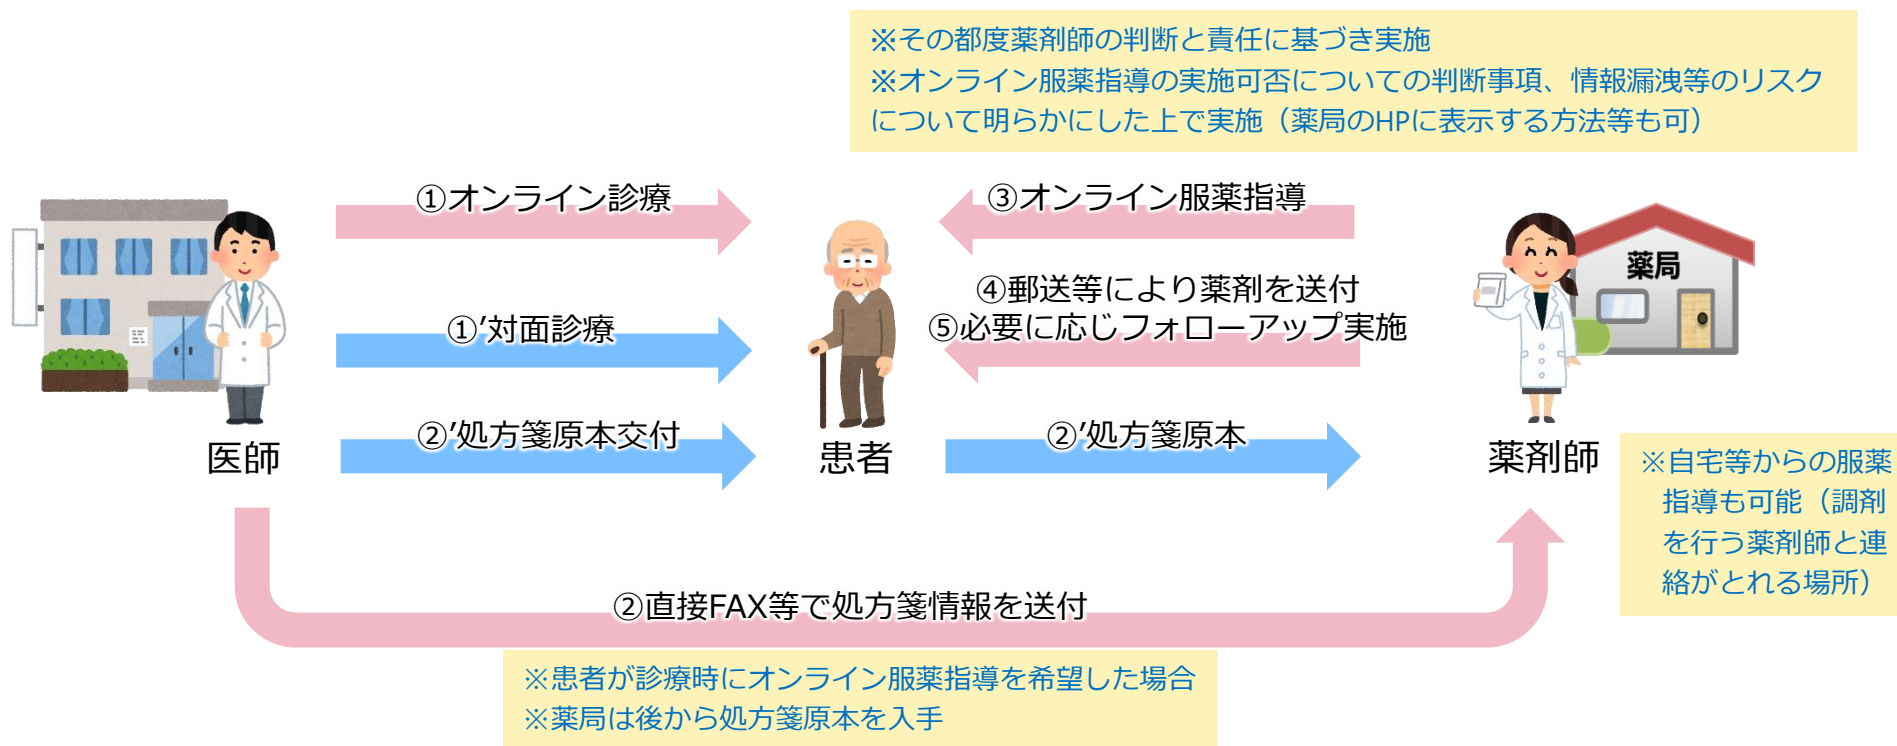 ※その都度薬剤師の判断と責任に基づき実施
※オンライン服薬指導の実施可否についての判断事項、情報漏洩等のリスク
について明らかにした上で実施（薬局のHPに表示する方法等も可）
①オンライン診療
③オンライン服薬指導
薬局
④郵送等により薬剤を送付
①’対面診療
⑤必要に応じフォローアップ実施
②’処方箋原本交付
②’処方箋原本
医師
患者
薬剤師
※自宅等からの服薬
指導も可能（調剤
を行う薬剤師と連
絡がとれる場所）
②直接FAX等で処方箋情報を送付
※患者が診療時にオンライン服薬指導を希望した場合
※薬局は後から処方箋原本を入手